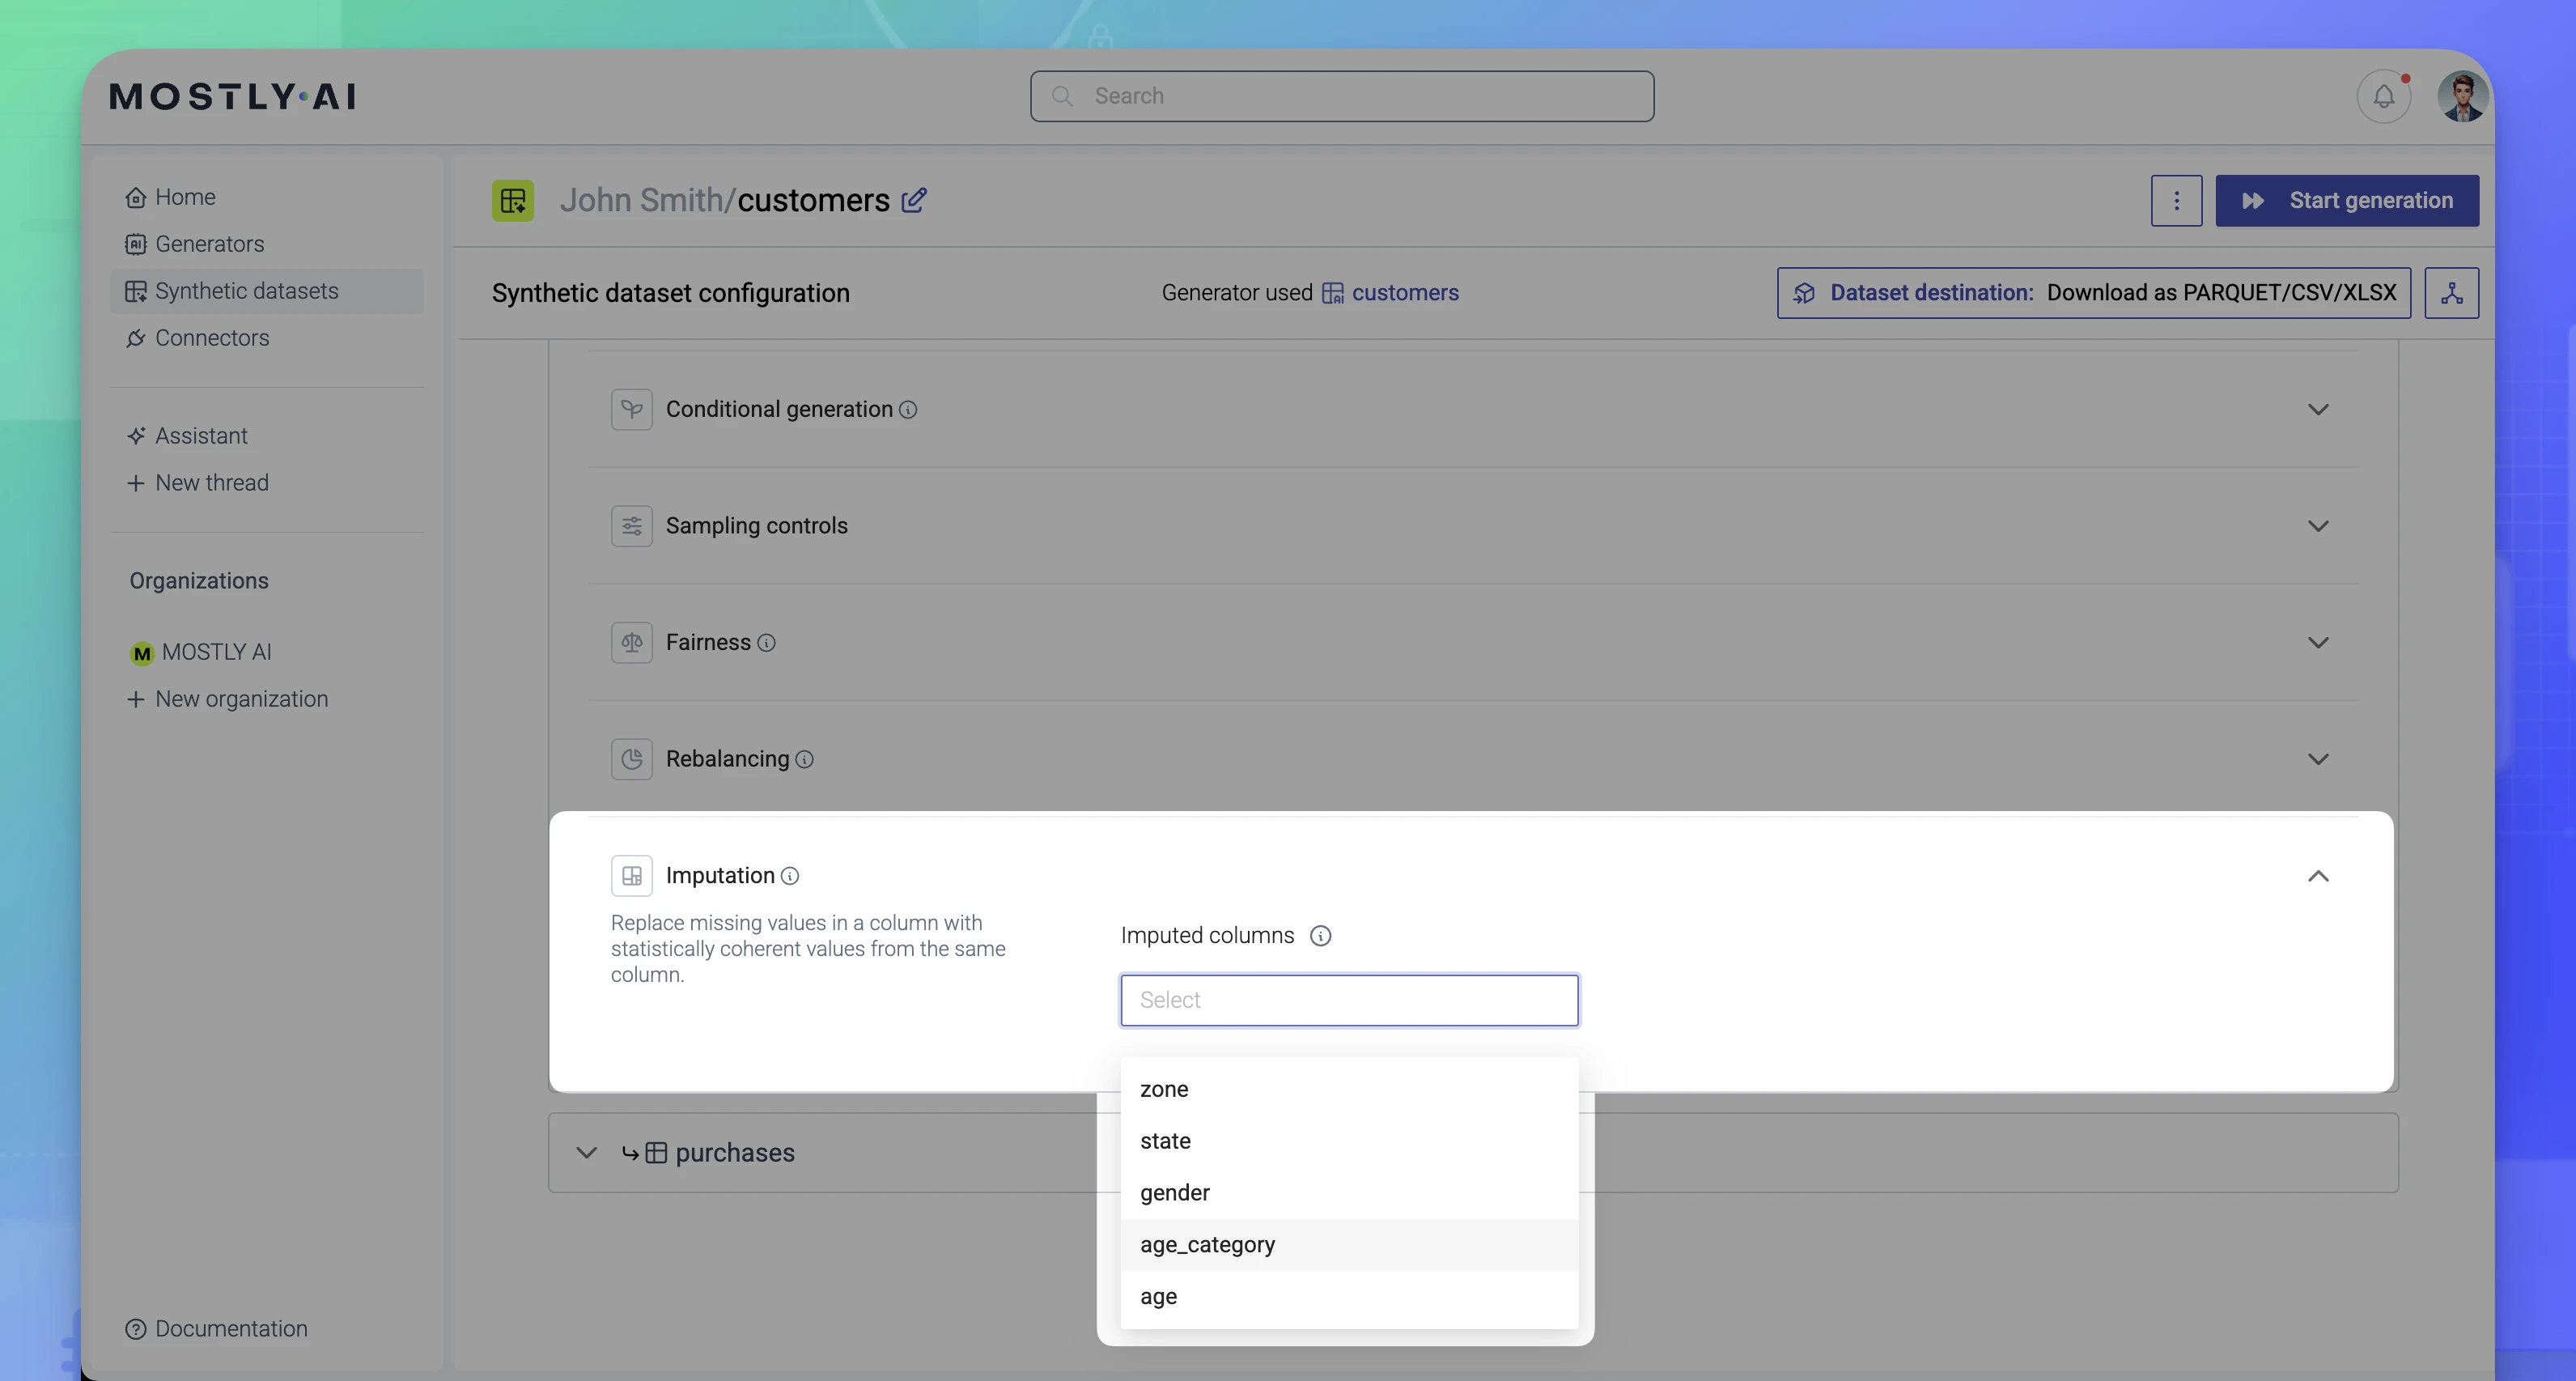 MOSTLY·AI
Search
Home
Generators
Synthetic datasets
Connectors
Assistant
New thread
Organizations
M MOSTLY AI
New organization
Documentation
John Smith/customers
Start generation
Synthetic dataset configuration
Generator used customers
Dataset destination: Download as PARQUET/CSV/XLSX
Conditional generation
Sampling controls
Fairness
Rebalancing
Imputation
Replace missing values in a column with
statistically coherent values from the same
column.
Imputed columns
Select
zone
state
gender
age_category
age
purchases